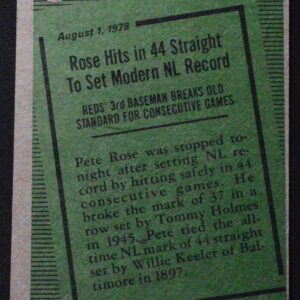 August 1, 1978
Rose Hits in 44 Straight
To Set Modern NL Record
REDS' 3rd BASEMAN BREAKS OLD
STANDARD FOR CONSECUTIVE GAMES
Pete Rose was stopped to-
night after setting NL re-
cord by hitting safely in 44
consecutive games. He
broke the mark of 37 in a
row set by Tommy Holmes
in 1945. Pete tied the all-
time NL mark of 44 straight
set by Willie Keeler of Bal-
timore in 1897.